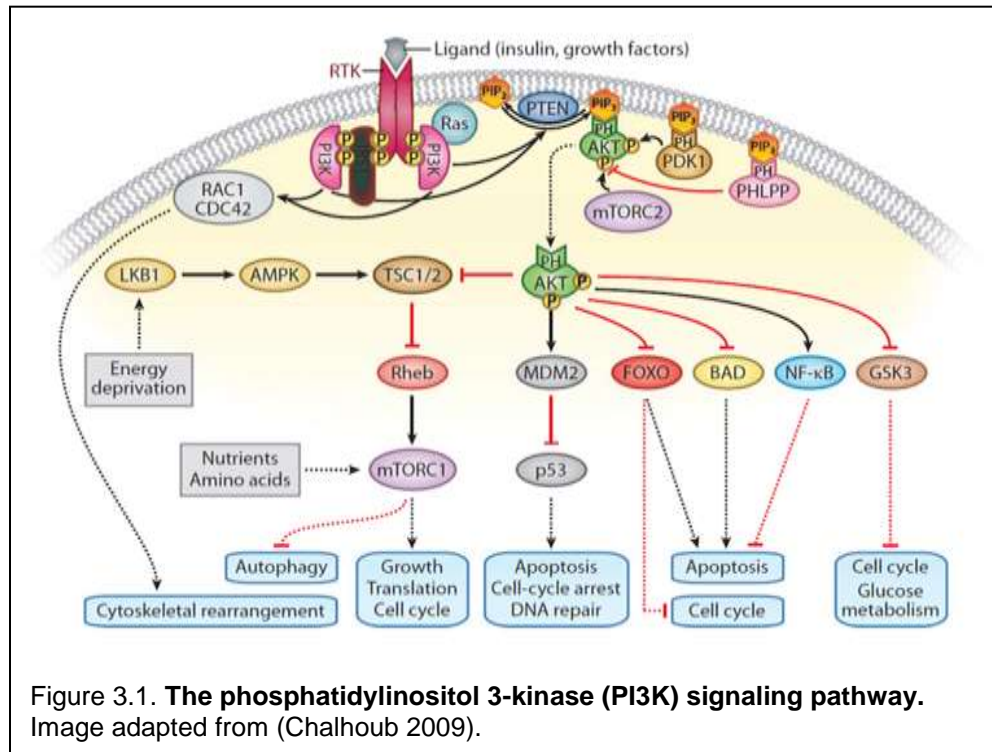 Ligand (insulin, growth factors)
RTK
PIP2
PTEN
PIP3
PIP3
PIP3
Ras
P P
P P
P P
P P
PI3K
PI3K
PH
AKT
P
P
PH
PDK1
PH
PHLPP
mTORC2
RAC1
CDC42
PH
AKT
P
P
LKB1
AMPK
TSC1/2
Energy
deprivation
Rheb
MDM2
FOXO
BAD
NF-κB
GSK3
Nutrients
Amino acids
mTORC1
p53
Autophagy
Growth
Translation
Cell cycle
Apoptosis
Cell-cycle arrest
DNA repair
Apoptosis
Cell cycle
Cell cycle
Glucose
metabolism
Cytoskeletal rearrangement
Figure 3.1. The phosphatidylinositol 3-kinase (PI3K) signaling pathway.
Image adapted from (Chalhoub 2009).